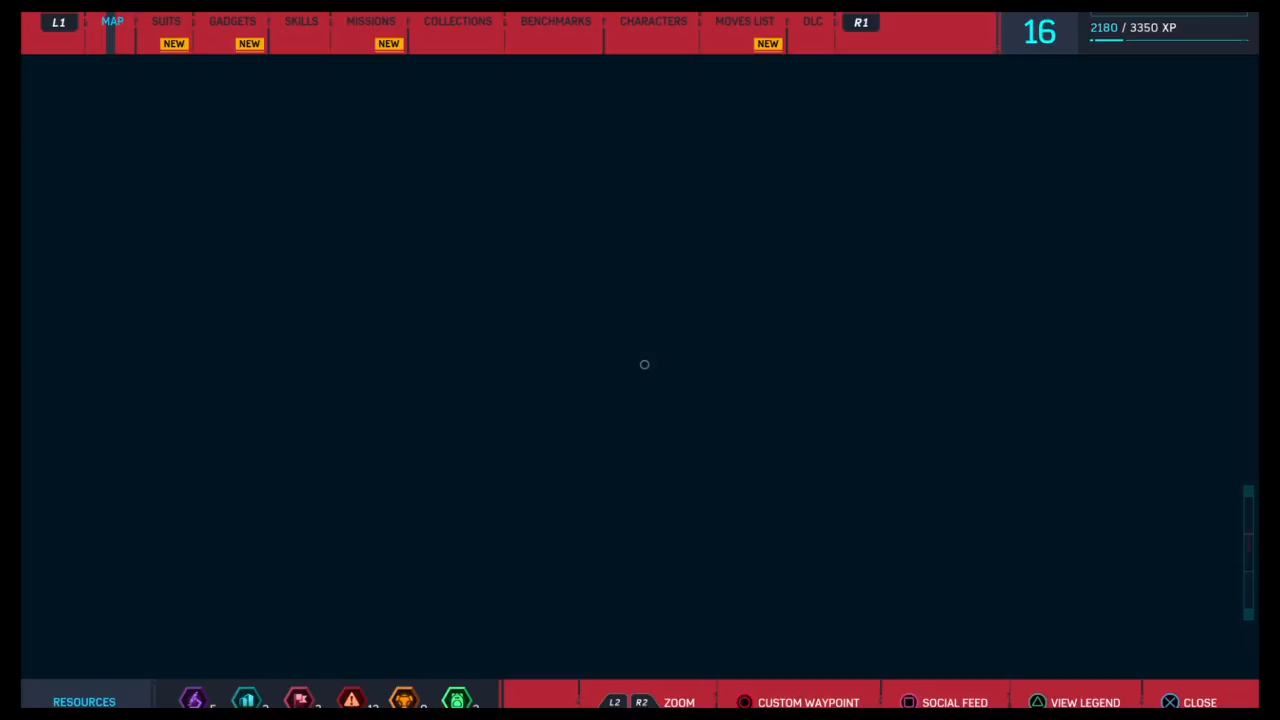 L1 MAP SUITS GADGETS SKILLS MISSIONS COLLECTIONS BENCHMARKS CHARACTERS MOVES LIST DLC R1
NEW NEW NEW NEW
16 2180 / 3350 XP
RESOURCES L2 R2 ZOOM CUSTOM WAYPOINT SOCIAL FEED VIEW LEGEND CLOSE